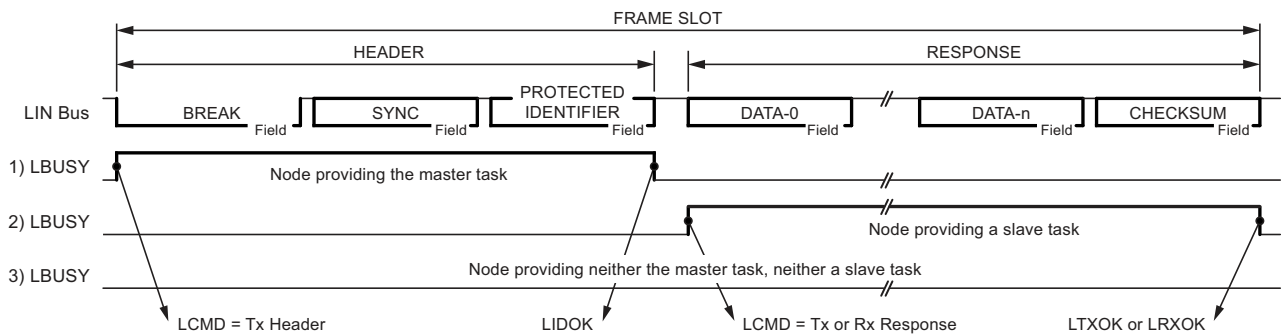 FRAME SLOT
HEADER
RESPONSE
LIN Bus
BREAK
Field
SYNC
Field
PROTECTED
IDENTIFIER
Field
DATA-0
Field
DATA-n
Field
CHECKSUM
Field
1) LBUSY
Node providing the master task
2) LBUSY
Node providing a slave task
3) LBUSY
Node providing neither the master task, neither a slave task
LCMD = Tx Header
LIDOK
LCMD = Tx or Rx Response
LTXOK or LRXOK